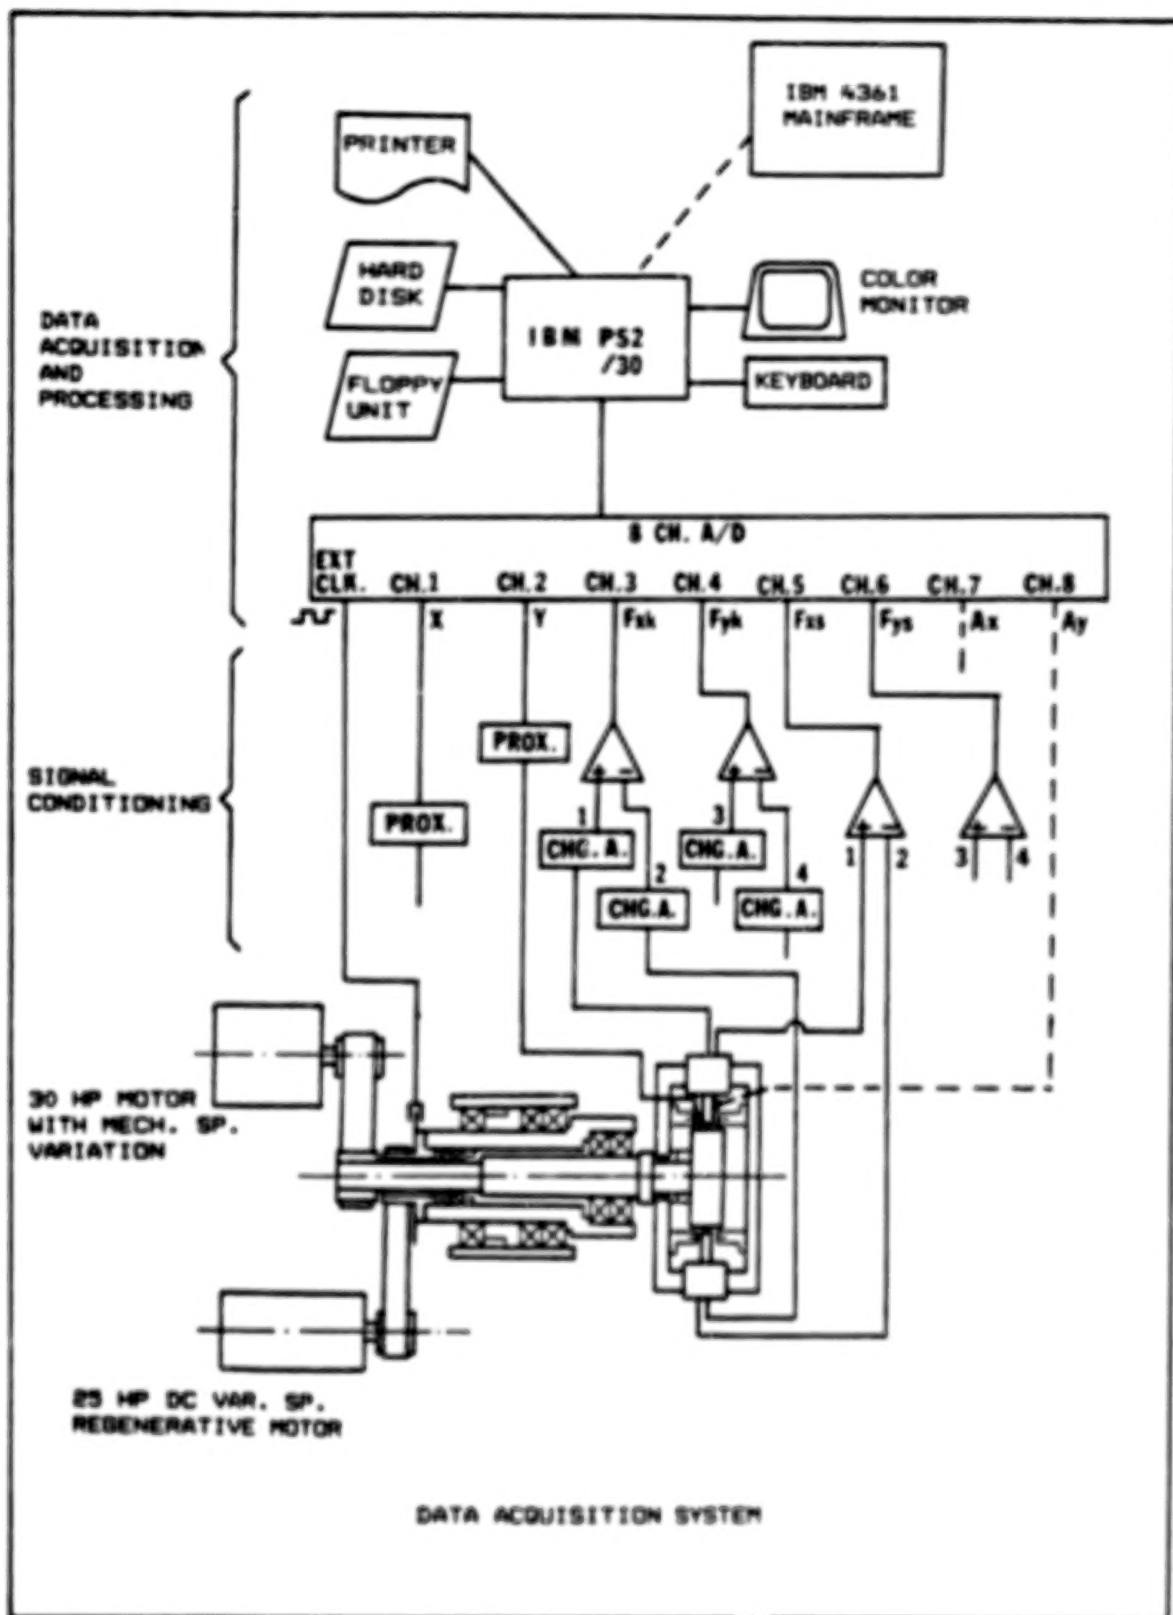 IBM 4361
MAINFRAME
PRINTER
HARD
DISK
COLOR
MONITOR
DATA
ACQUISITION
AND
PROCESSING
IBM PS2
/30
FLOPPY
UNIT
KEYBOARD
8 CH. A/D
EXT
CLK. CH.1 CH.2 CH.3 CH.4 CH.5 CH.6 CH.7 CH.8
X Y Fxk Fyk Fxs Fys Ax Ay
SIGNAL
CONDITIONING
PROX.
PROX.
+ - + - + - + -
1 3 1 2 3 4
CHG. A. CHG. A.
2 4
CHG.A. CHG.A.
30 HP MOTOR
WITH MECH. SP.
VARIATION
25 HP DC VAR. SP.
REGENERATIVE MOTOR
DATA ACQUISITION SYSTEM